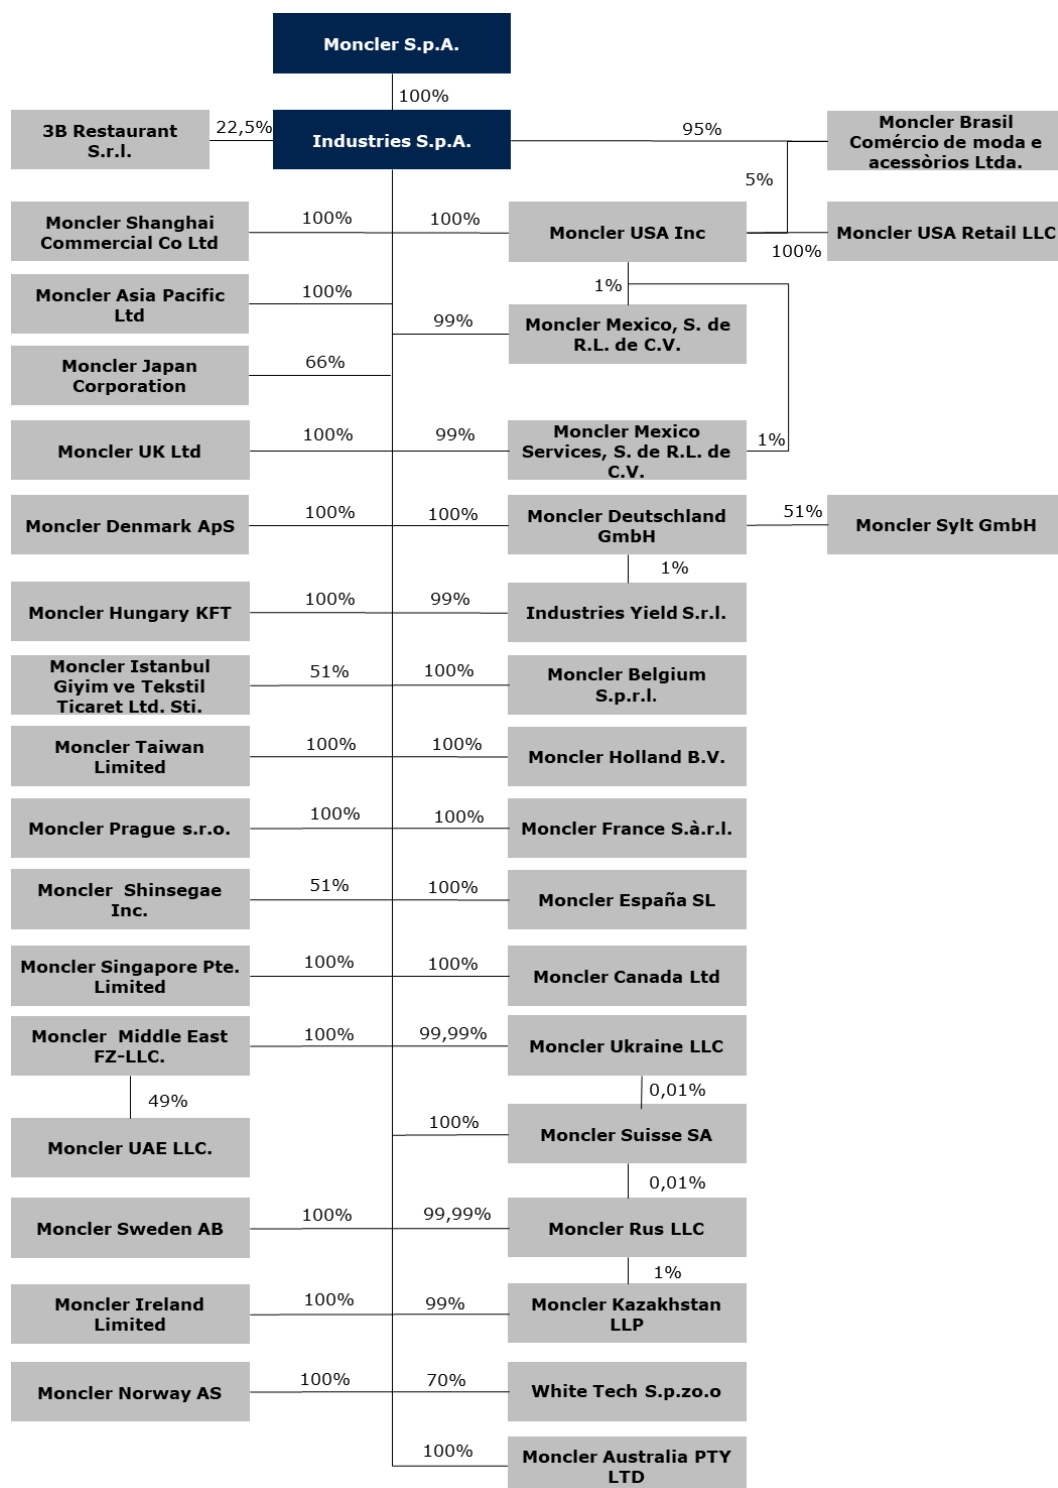 Moncler S.p.A.
100%
3B Restaurant
S.r.l.
22,5%
Industries S.p.A.
95%
Moncler Brasil
Comércio de moda e
acessòrios Ltda.
5%
Moncler Shanghai
Commercial Co Ltd
100%
100%
Moncler USA Inc
100%
Moncler USA Retail LLC
Moncler Asia Pacific
Ltd
100%
1%
99%
Moncler Mexico, S. de
R.L. de C.V.
Moncler Japan
Corporation
66%
Moncler UK Ltd
100%
99%
Moncler Mexico
Services, S. de R.L. de
C.V.
1%
Moncler Denmark ApS
100%
100%
Moncler Deutschland
GmbH
51%
Moncler Sylt GmbH
1%
Moncler Hungary KFT
100%
99%
Industries Yield S.r.l.
Moncler Istanbul
Giyim ve Tekstil
Ticaret Ltd. Sti.
51%
100%
Moncler Belgium
S.p.r.l.
Moncler Taiwan
Limited
100%
100%
Moncler Holland B.V.
Moncler Prague s.r.o.
100%
100%
Moncler France S.à.r.l.
Moncler  Shinsegae
Inc.
51%
100%
Moncler España SL
Moncler Singapore Pte.
Limited
100%
100%
Moncler Canada Ltd
Moncler  Middle East
FZ-LLC.
100%
99,99%
Moncler Ukraine LLC
49%
0,01%
Moncler UAE LLC.
100%
Moncler Suisse SA
0,01%
Moncler Sweden AB
100%
99,99%
Moncler Rus LLC
1%
Moncler Ireland
Limited
100%
99%
Moncler Kazakhstan
LLP
Moncler Norway AS
100%
70%
White Tech S.p.zo.o
100%
Moncler Australia PTY
LTD